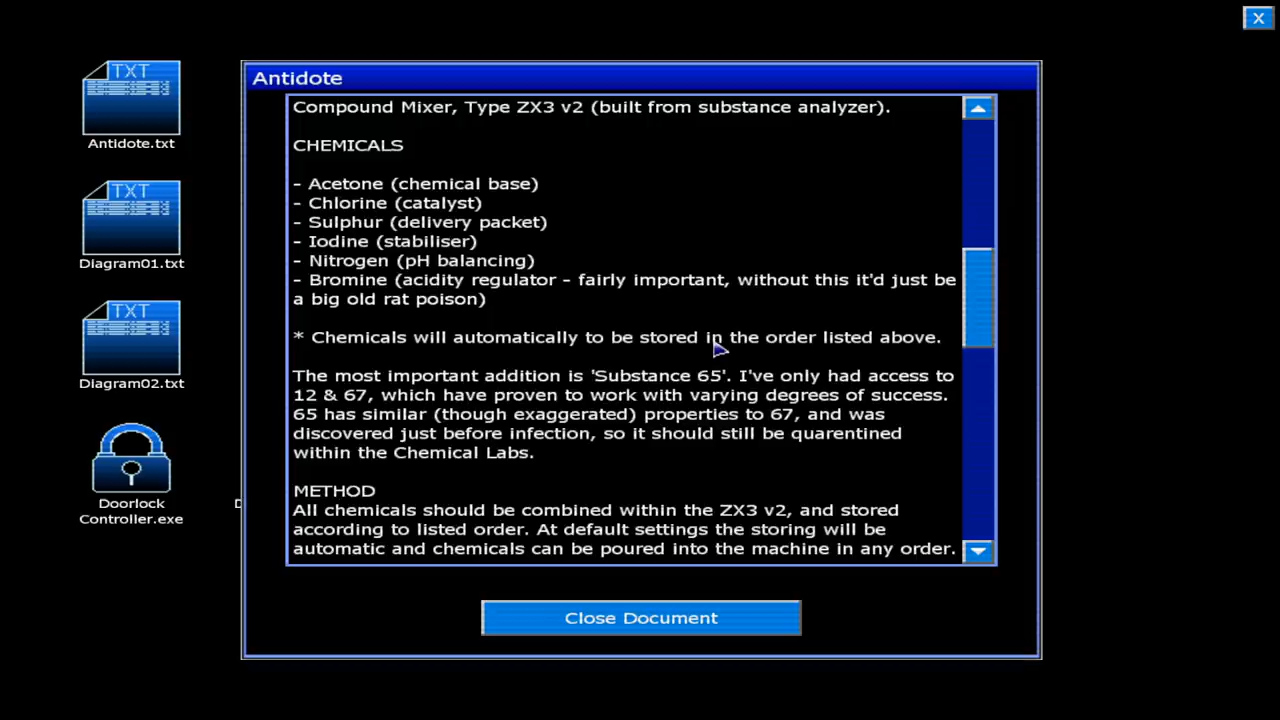 X
TXT
Antidote.txt
TXT
Diagram01.txt
TXT
Diagram02.txt
Doorlock
Controller.exe
D
Antidote
Compound Mixer, Type ZX3 v2 (built from substance analyzer).
CHEMICALS
- Acetone (chemical base)
- Chlorine (catalyst)
- Sulphur (delivery packet)
- Iodine (stabiliser)
- Nitrogen (pH balancing)
- Bromine (acidity regulator - fairly important, without this it'd just be
a big old rat poison)
* Chemicals will automatically to be stored in the order listed above.
The most important addition is 'Substance 65'. I've only had access to
12 & 67, which have proven to work with varying degrees of success.
65 has similar (though exaggerated) properties to 67, and was
discovered just before infection, so it should still be quarentined
within the Chemical Labs.
METHOD
All chemicals should be combined within the ZX3 v2, and stored
according to listed order. At default settings the storing will be
automatic and chemicals can be poured into the machine in any order.
Close Document